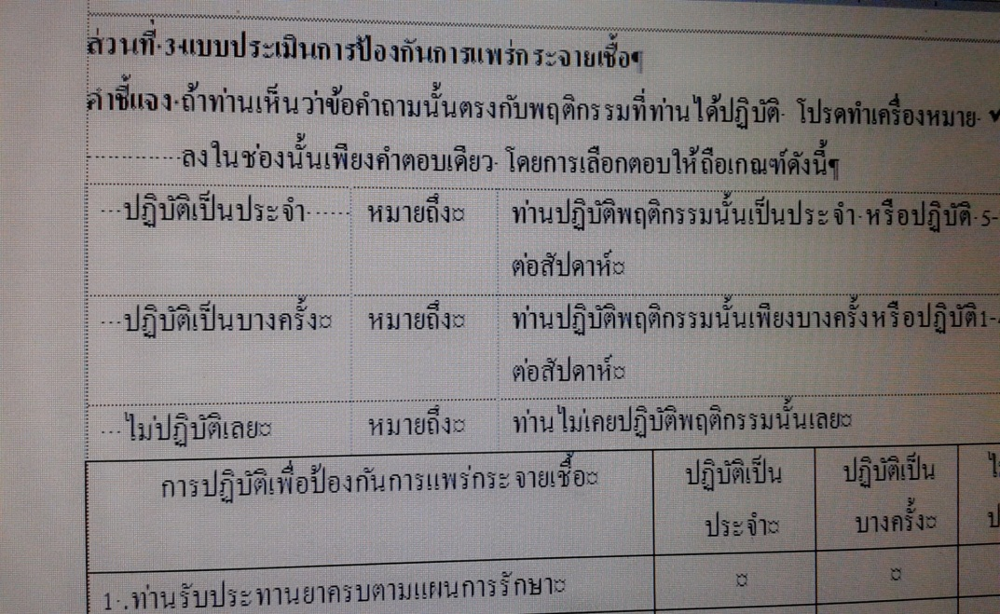 ส่วนที่ 3 แบบประเมินการป้องกันการแพร่กระจายเชื้อ
คำชี้แจง ถ้าท่านเห็นว่าข้อคำถามนั้นตรงกับพฤติกรรมที่ท่านได้ปฏิบัติ โปรดทำเครื่องหมาย ✓
ลงในช่องนั้นเพียงคำตอบเดียว โดยการเลือกตอบให้ถือเกณฑ์ดังนี้
ปฏิบัติเป็นประจำ หมายถึง ท่านปฏิบัติพฤติกรรมนั้นเป็นประจำ หรือปฏิบัติ 5-
ต่อสัปดาห์
ปฏิบัติเป็นบางครั้ง หมายถึง ท่านปฏิบัติพฤติกรรมนั้นเพียงบางครั้งหรือปฏิบัติ1-
ต่อสัปดาห์
ไม่ปฏิบัติเลย หมายถึง ท่านไม่เคยปฏิบัติพฤติกรรมนั้นเลย
การปฏิบัติเพื่อป้องกันการแพร่กระจายเชื้อ ปฏิบัติเป็น ปฏิบัติเป็น
ประจำ บางครั้ง
1 .ท่านรับประทานยาครบตามแผนการรักษา